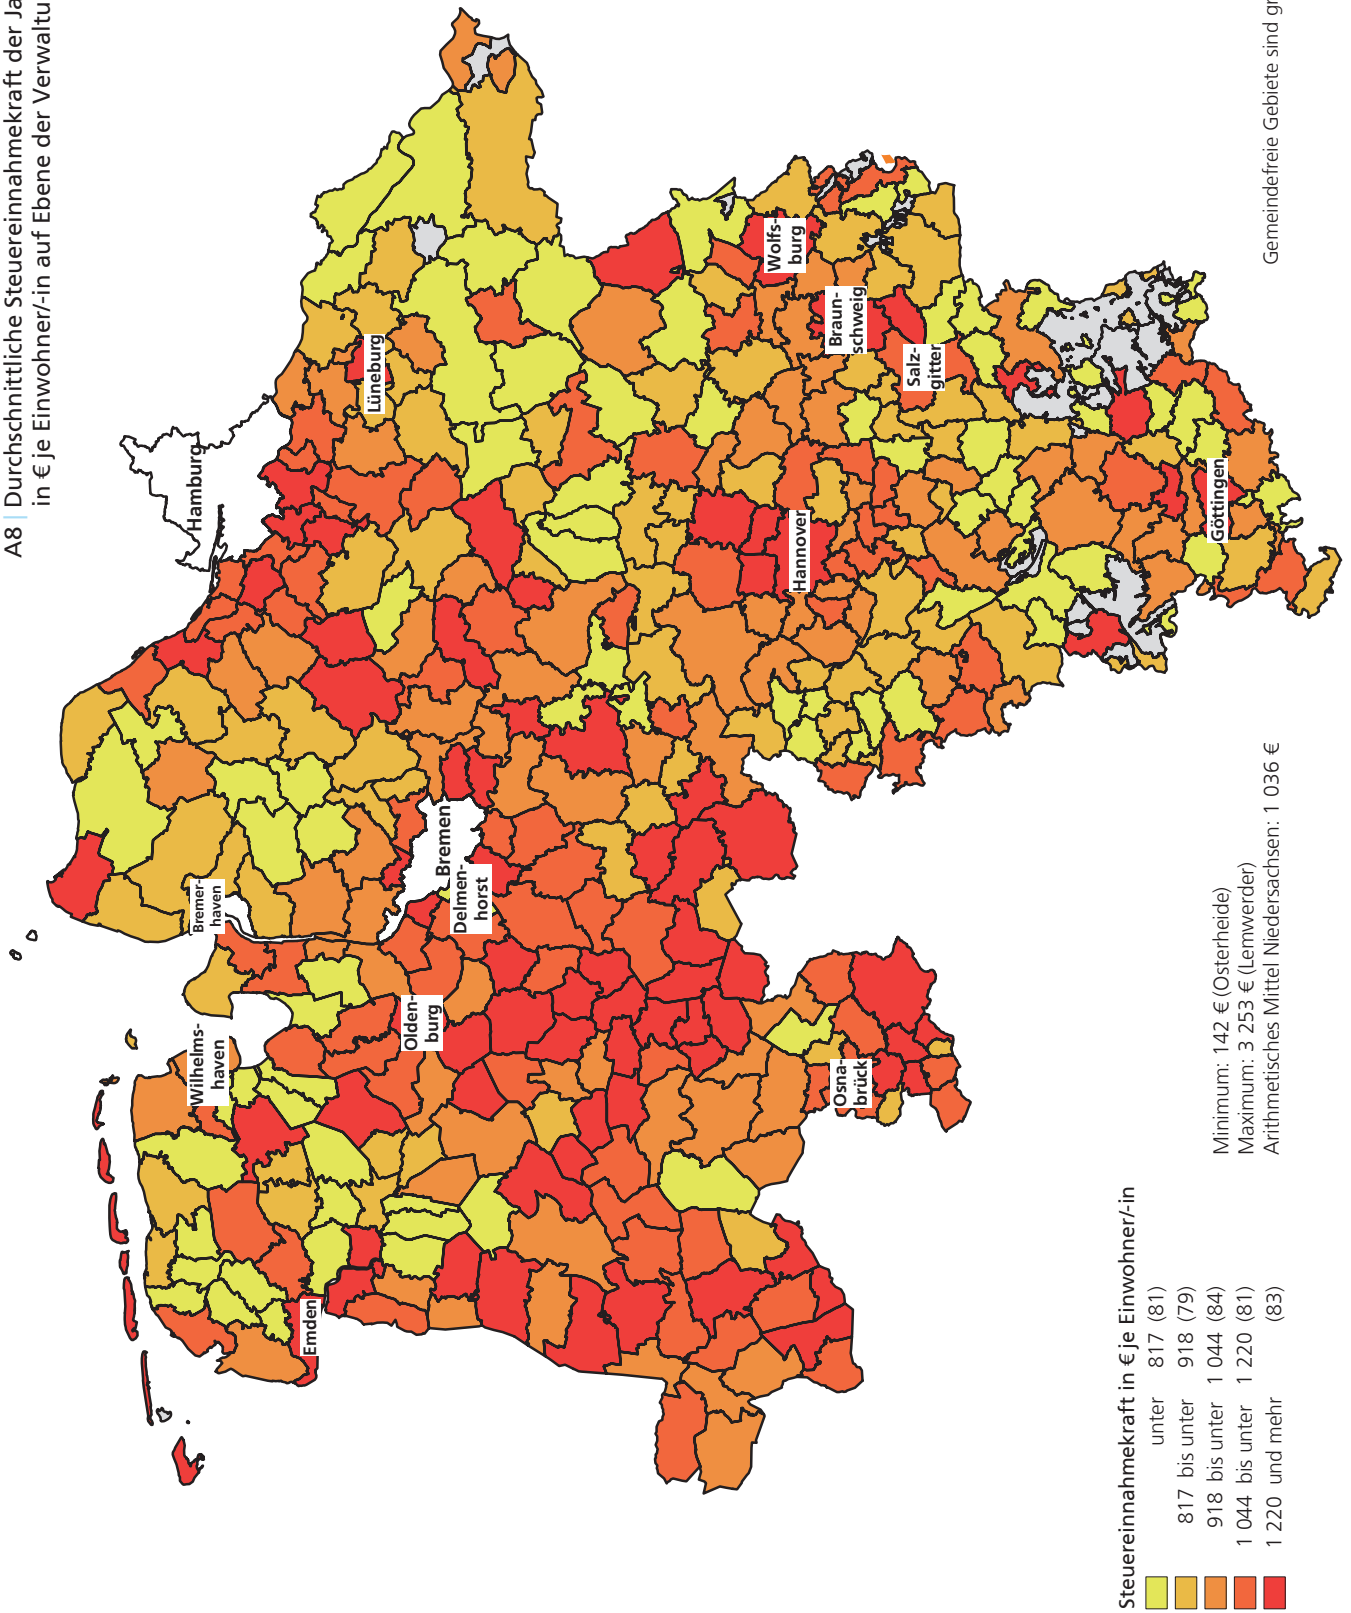 A8 | Durchschnittliche Steuereinnahmekraft der
in € je Einwohner/-in auf Ebene der
Hamburg
Bremer-
haven
Wilhelms-
haven
Emden
Lüneburg
Bremen
Delmen-
horst
Olden-
burg
Wolfs-
burg
Braun-
schweig
Salz-
gitter
Hannover
Osna-
brück
Göttingen
Steuereinnahmekraft in € je Einwohner/-in
unter 817 (81)
817 bis unter 918 (79)
918 bis unter 1 044 (84)
1 044 bis unter 1 220 (81)
1 220 und mehr (83)
Minimum: 142 € (Osterheide)
Maximum: 3 253 € (Lemwerder)
Arithmetisches Mittel Niedersachsen: 1 036 €
Gemeindefreie Gebiete sind